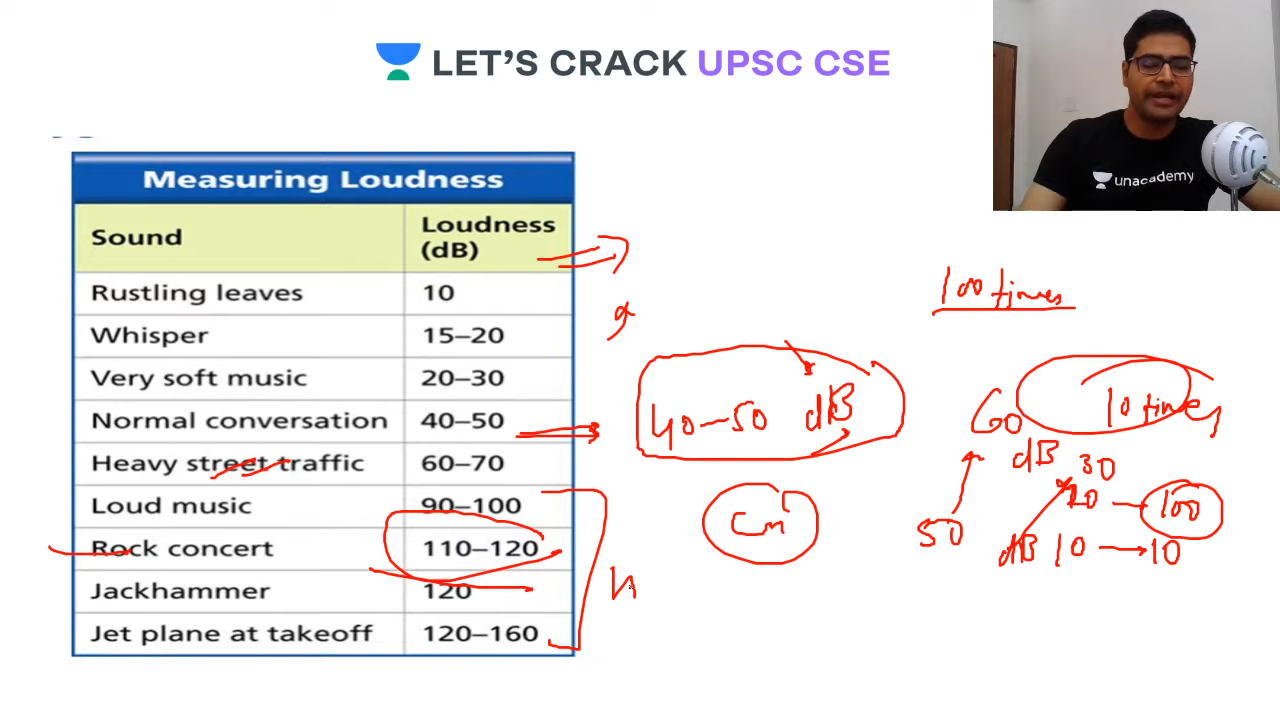 LET'S CRACK UPSC CSE
unacademy
Measuring Loudness
Sound Loudness (dB)
Rustling leaves 10
Whisper 15–20
Very soft music 20–30
Normal conversation 40–50
Heavy street traffic 60–70
Loud music 90–100
Rock concert 110–120
Jackhammer 120
Jet plane at takeoff 120–160
40–50 dB
Cm
100 times
60 10 times
dB 30
20 — 100
50
dB 10 → 10